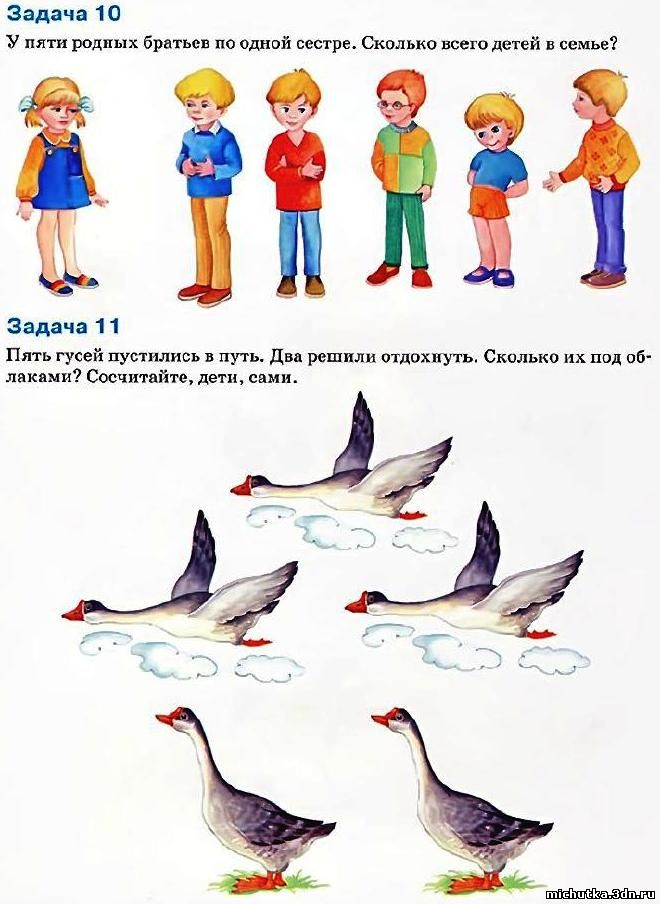 Задача 10
У пяти родных братьев по одной сестре. Сколько всего детей в семье?
Задача 11
Пять гусей пустились в путь. Два решили отдохнуть. Сколько их под об-
лаками? Сосчитайте, дети, сами.
michutka.3dn.ru